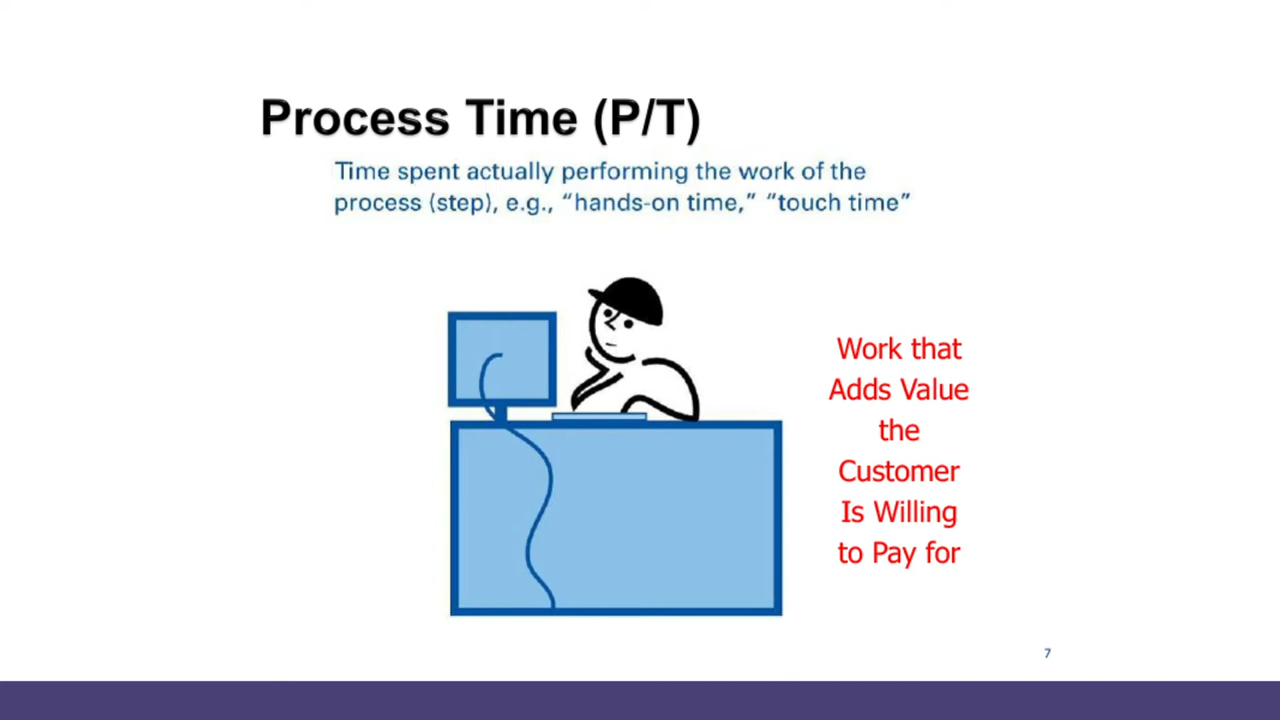 Process Time (P/T)
Time spent actually performing the work of the
process (step), e.g., “hands-on time,” “touch time”
Work that
Adds Value
the
Customer
Is Willing
to Pay for
7